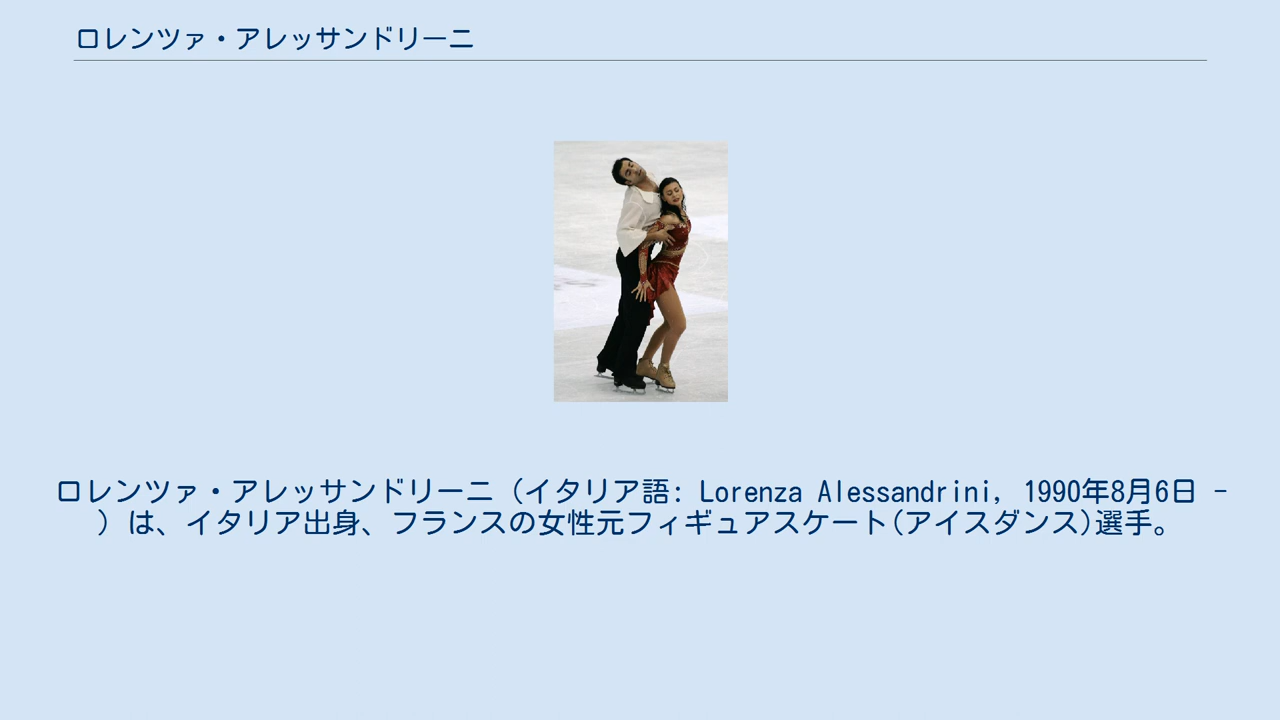 ロレンツァ・アレッサンドリーニ
ロレンツァ・アレッサンドリーニ（イタリア語: Lorenza Alessandrini, 1990年8月6日 -
）は、イタリア出身、フランスの女性元フィギュアスケート(アイスダンス)選手。